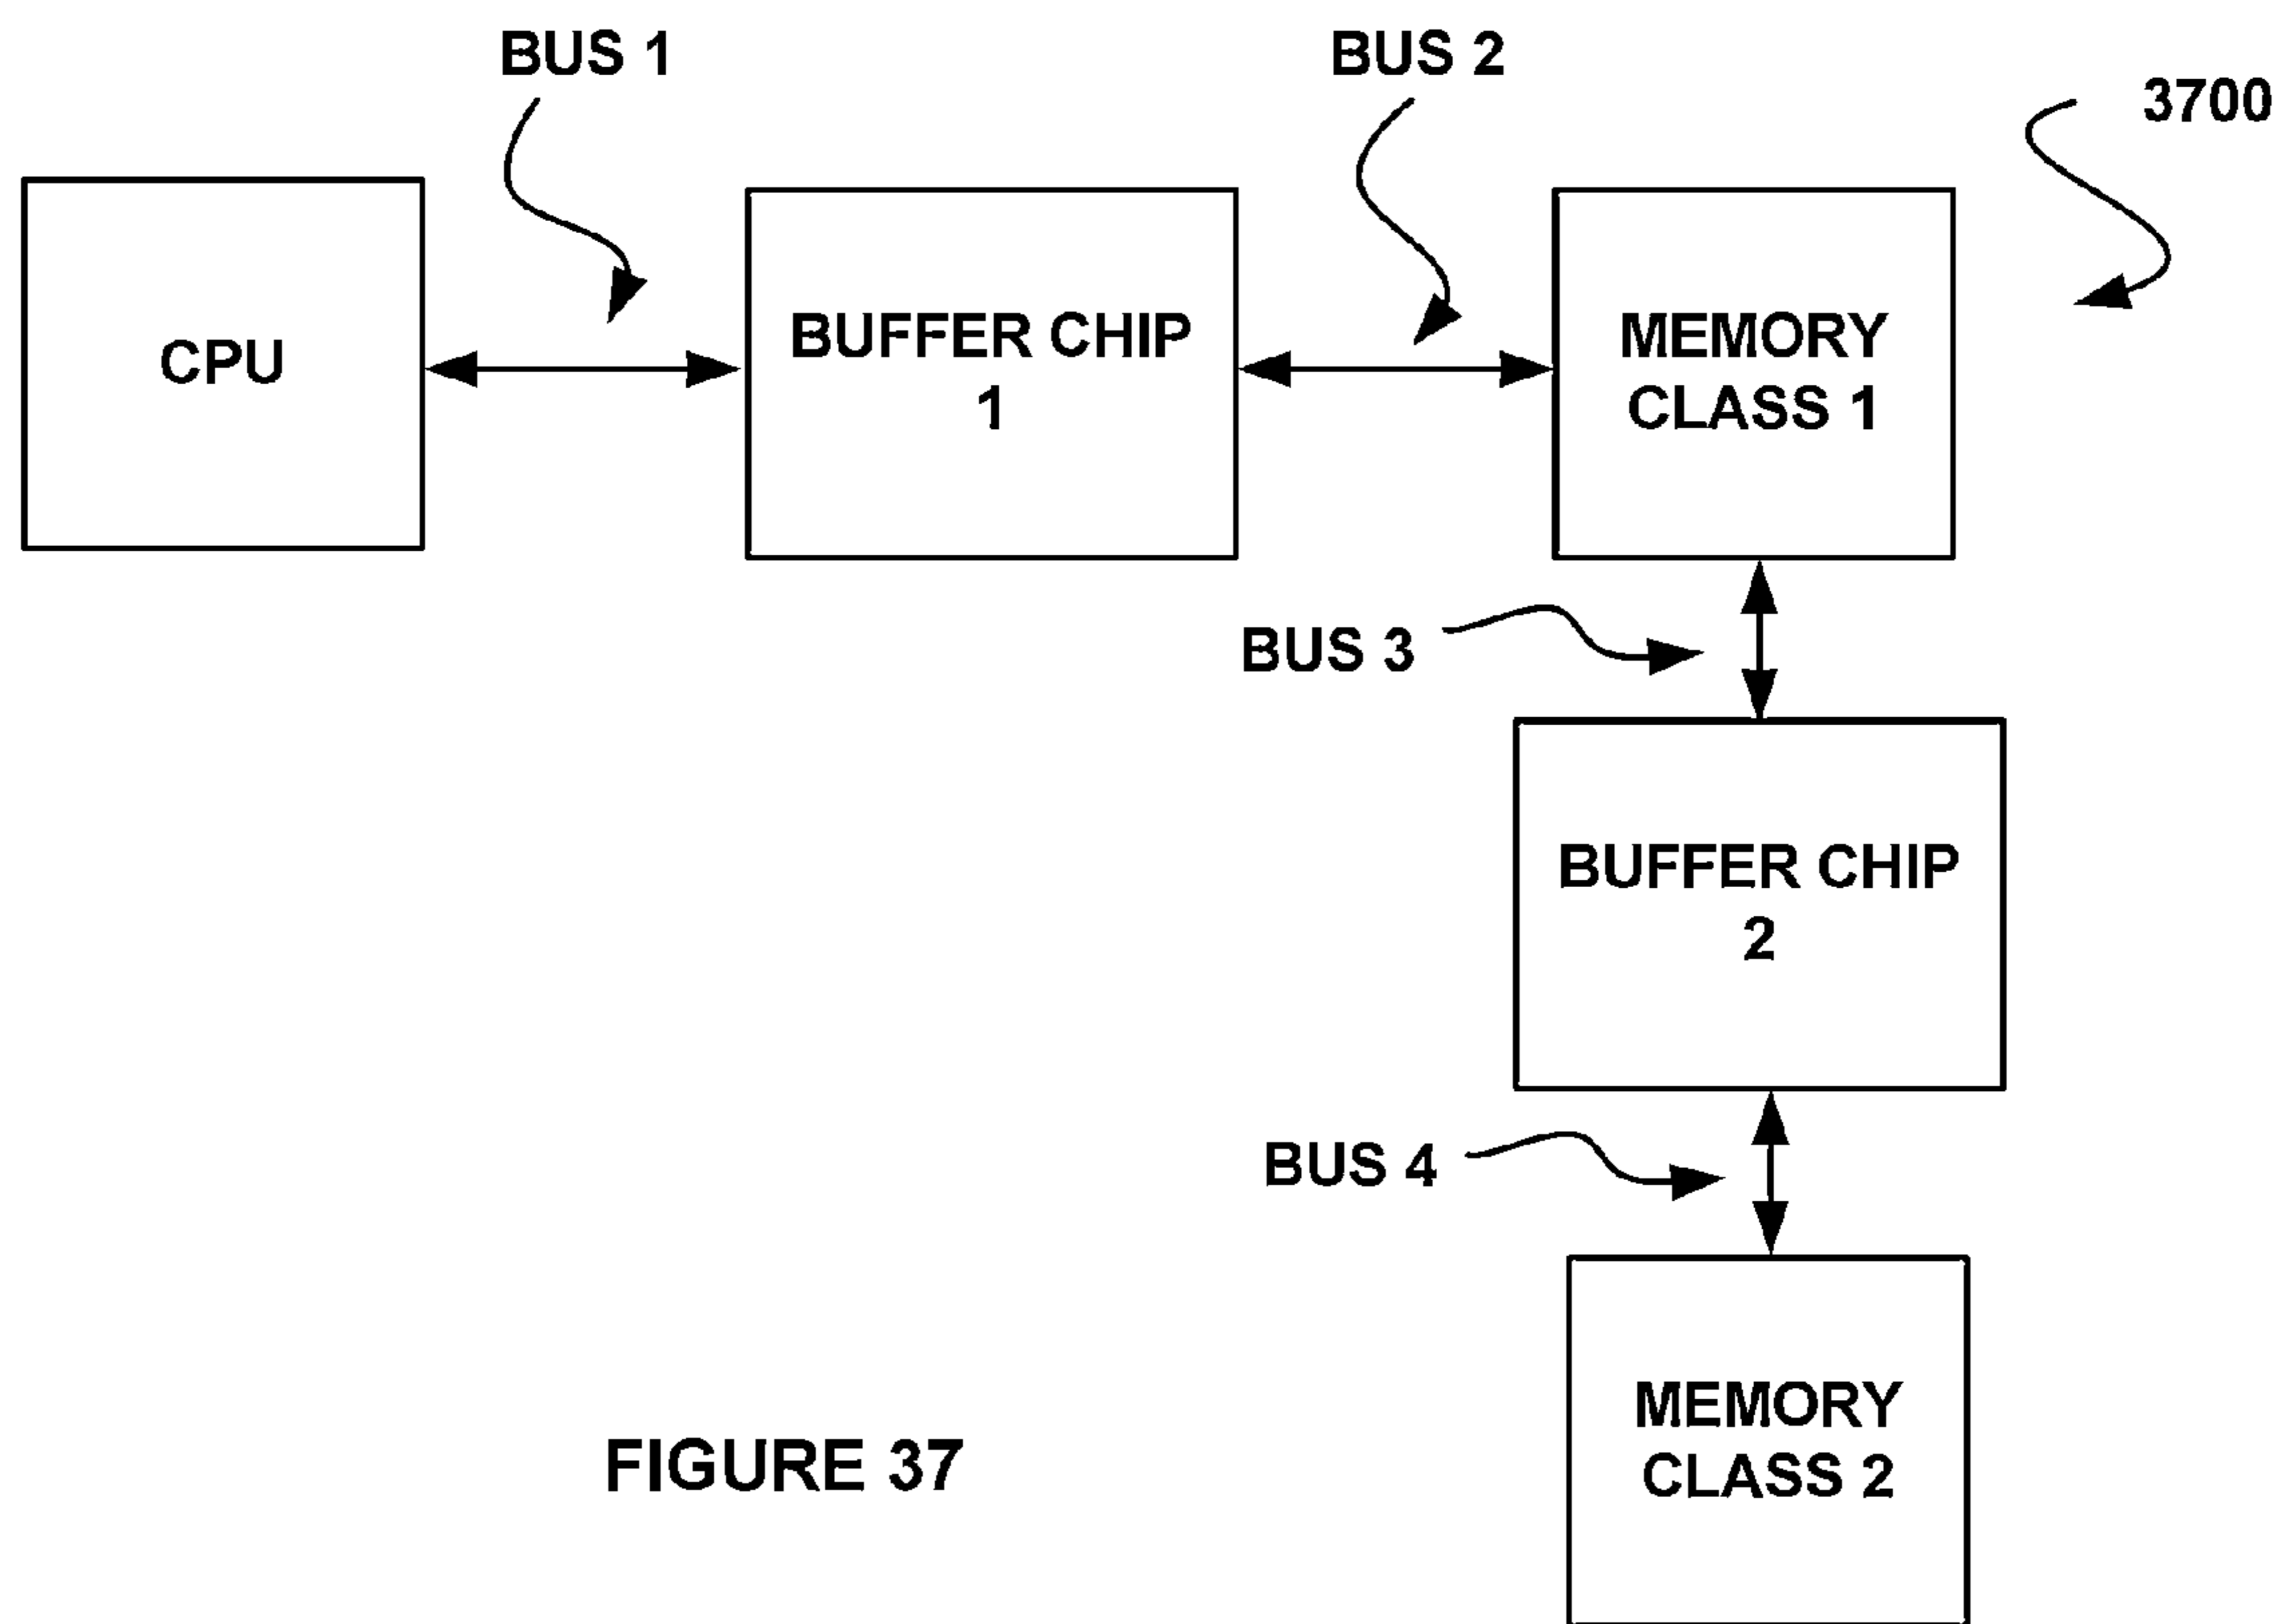 BUS 1
BUS 2
3700
CPU
BUFFER CHIP
1
MEMORY
CLASS 1
BUS 3
BUFFER CHIP
2
BUS 4
MEMORY
CLASS 2
FIGURE 37